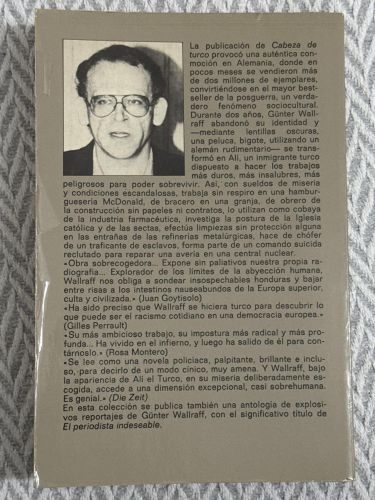 La publicación de Cabeza de
turco provocó una auténtica con-
moción en Alemania, donde en
pocos meses se vendieron más
de dos millones de ejemplares,
convirtiéndose en el mayor best-
seller de la posguerra, un verda-
dero fenómeno sociocultural.
Durante dos años, Günter Wall-
raff abandonó su identidad y
—mediante lentillas oscuras,
una peluca, bigote, utilizando un
alemán rudimentario— se trans-
formó en Ali, un inmigrante turco
dispuesto a hacer los trabajos
más duros, más insalubres, más
peligrosos para poder sobrevivir. Así, con sueldos de miseria
y condiciones escandalosas, trabaja sin respiro en una hambur-
guesería McDonald, de bracero en una granja, de obrero de
la construcción sin papeles ni contratos, lo utilizan como cobaya
de la industria farmacéutica, investiga la postura de la Iglesia
católica y de las sectas, efectúa limpiezas sin protección alguna
en las entrañas de las refinerías metalúrgicas, hace de chófer
de un traficante de esclavos, forma parte de un comando suicida
reclutado para reparar una avería en una central nuclear.
«Obra sobrecogedora... Expone sin paliativos nuestra propia ra-
diografía... Explorador de los límites de la abyección humana,
Wallraff nos obliga a sondear insospechables honduras y bajar
entre risas a los intestinos nauseabundos de la Europa superior,
culta y civilizada.» (Juan Goytisolo)
«Ha sido preciso que Wallraff se hiciera turco para descubrir lo
que puede ser el racismo cotidiano en una democracia europea.»
(Gilles Perrault)
«Su más ambicioso trabajo, su impostura más radical y más pro-
funda... Ha vivido en el infierno, y luego ha salido de él para con-
tárnoslo.» (Rosa Montero)
«Se lee como una novela policiaca, palpitante, brillante e inclu-
so, para decirlo de un modo cínico, muy amena. Y Wallraff, bajo
la apariencia de Ali el Turco, en su miseria deliberadamente es-
cogida, accede a una dimensión excepcional, casi sobrehumana.
Es genial.» (Die Zeit)
En esta colección se publica también una antología de explosi-
vos reportajes de Günter Wallraff, con el significativo título de
El periodista indeseable.